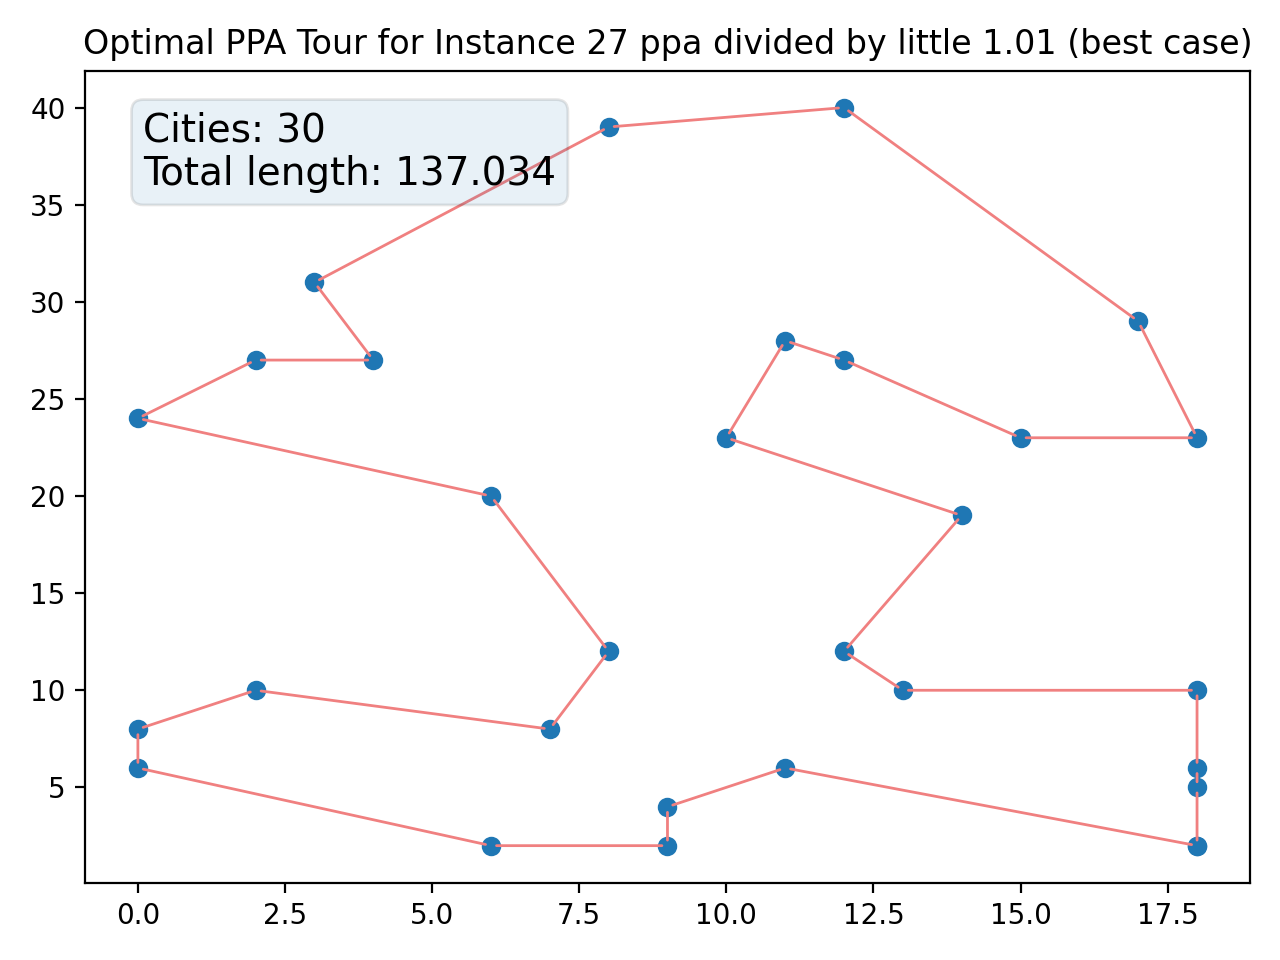 Optimal PPA Tour for Instance 27 ppa divided by little 1.01 (best case)
Cities: 30
Total length: 137.034
40
35
30
25
20
15
10
5
0.0 2.5 5.0 7.5 10.0 12.5 15.0 17.5